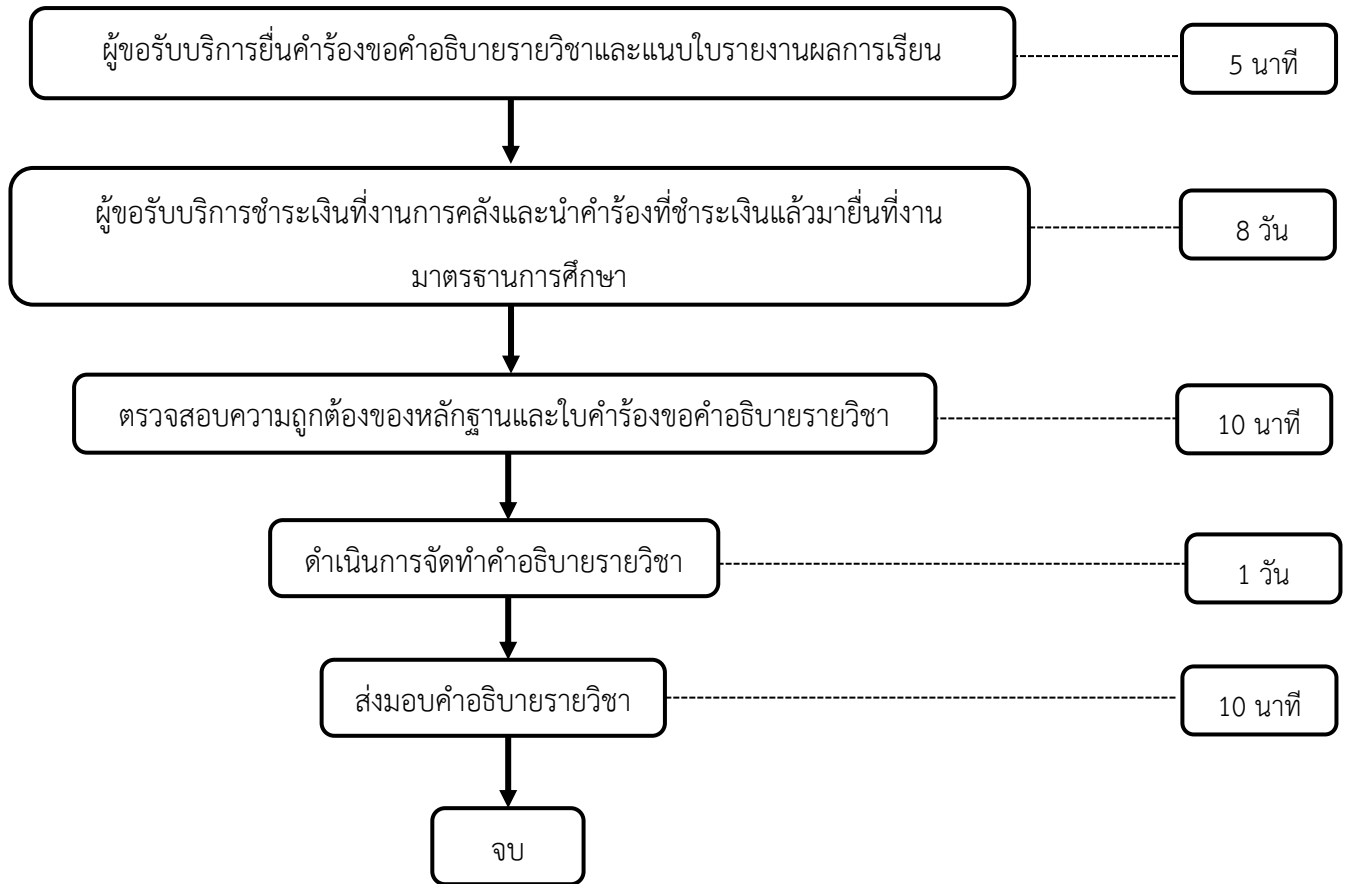 ผู้ขอรับบริการยื่นคำร้องขอคำอธิบายรายวิชาและแนบใบรายงานผลการเรียน
5 นาที
ผู้ขอรับบริการชำระเงินที่งานการคลังและนำคำร้องที่ชำระเงินแล้วมายื่นที่งาน
มาตรฐานการศึกษา
8 วัน
ตรวจสอบความถูกต้องของหลักฐานและใบคำร้องขอคำอธิบายรายวิชา
10 นาที
ดำเนินการจัดทำคำอธิบายรายวิชา
1 วัน
ส่งมอบคำอธิบายรายวิชา
10 นาที
จบ